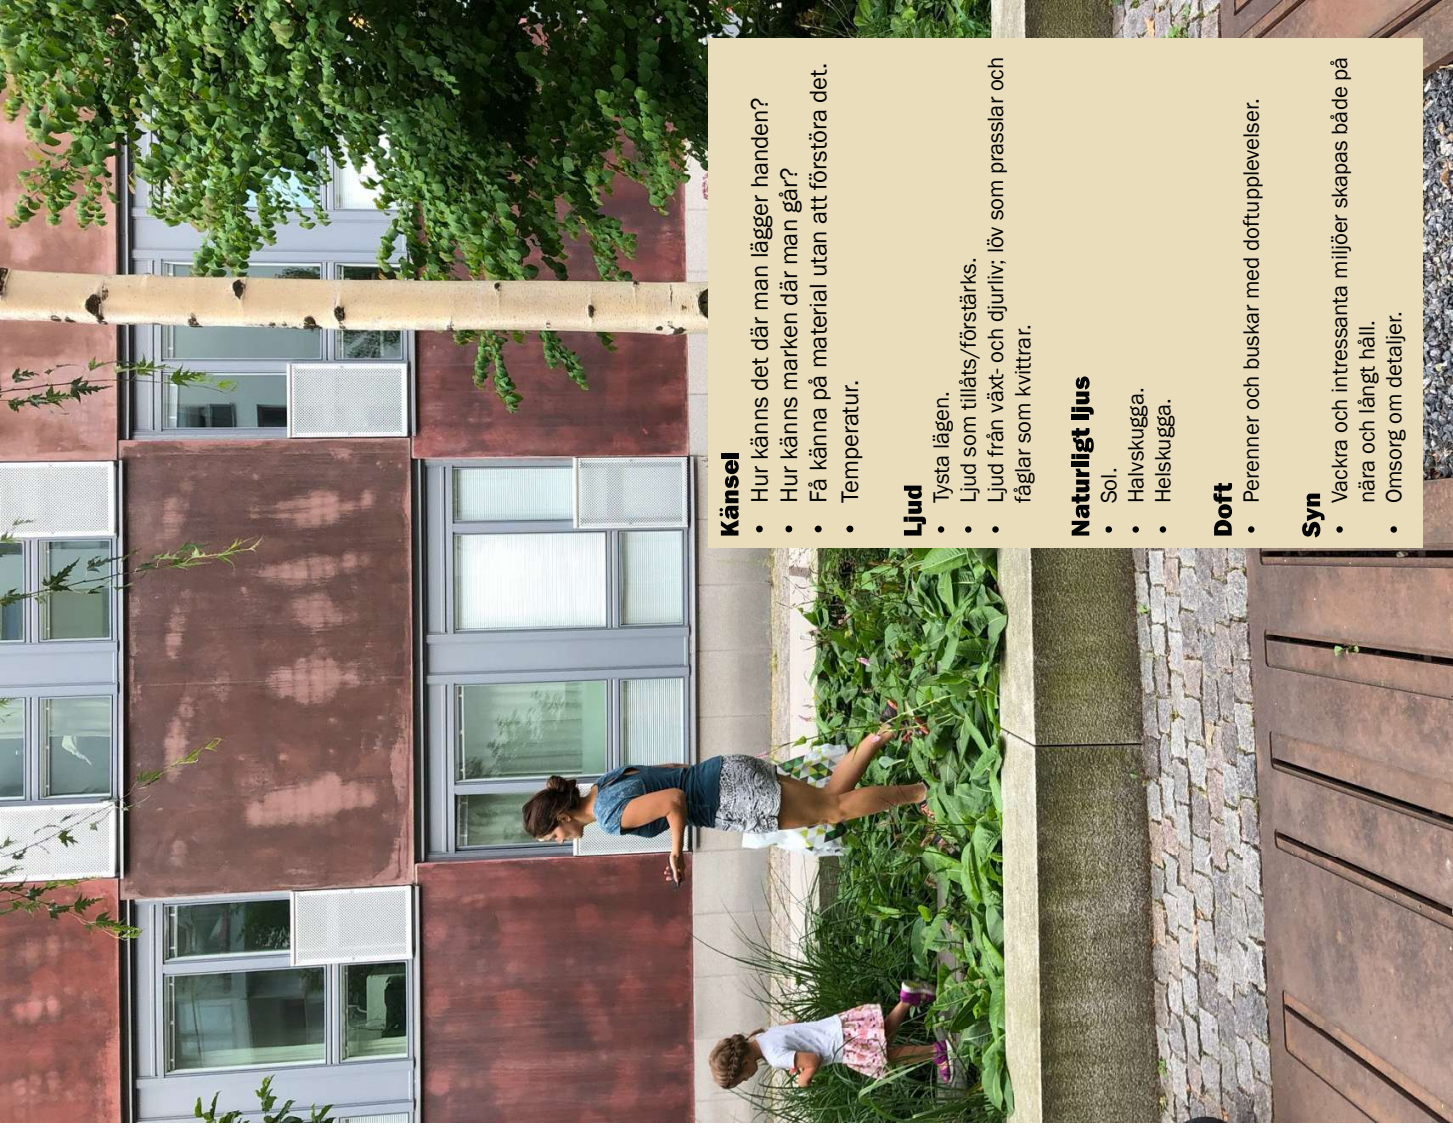 Känsel
• Hur känns det där man lägger handen?
• Hur känns marken där man går?
• Få känna på material utan att förstöra det.
• Temperatur.
Ljud
• Tysta lägen.
• Ljud som tillåts/förstärks.
• Ljud från växt- och djurliv; löv som prasslar och
fåglar som kvittrar.
Naturligt ljus
• Sol.
• Halvskugga.
• Helskugga.
Doft
• Perenner och buskar med doftupplevelser.
Syn
• Vackra och intressanta miljöer skapas både på
nära och långt håll.
• Omsorg om detaljer.